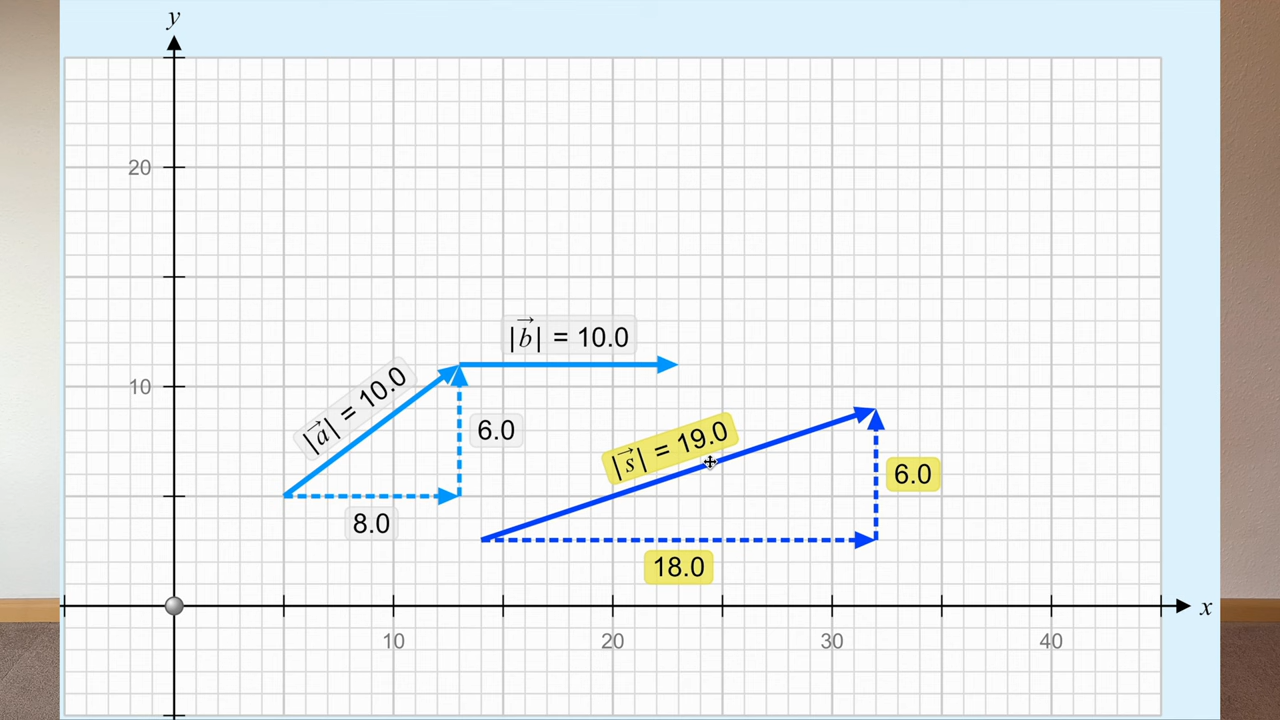 y
20
|b⃗| = 10.0
|a⃗| = 10.0
10
6.0
|s⃗| = 19.0
6.0
8.0
18.0
x
10
20
30
40